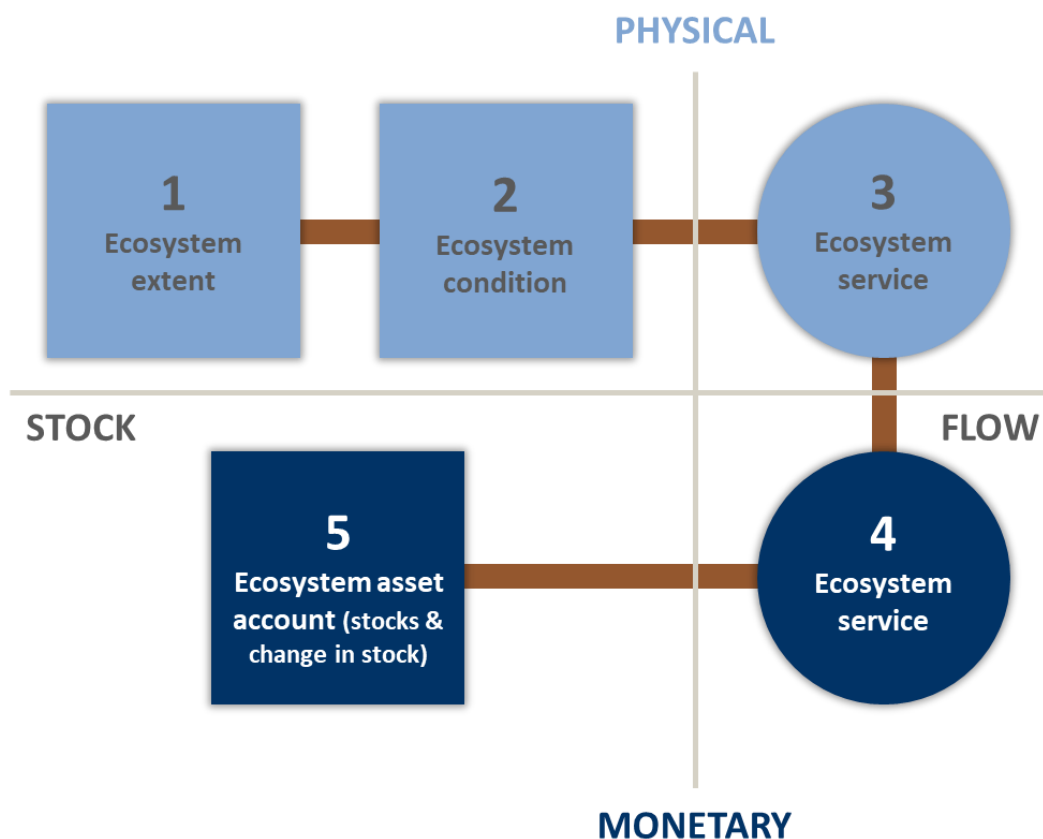 PHYSICAL
1
Ecosystem
extent
2
Ecosystem
condition
3
Ecosystem
service
STOCK
FLOW
5
Ecosystem asset
account (stocks &
change in stock)
4
Ecosystem
service
MONETARY